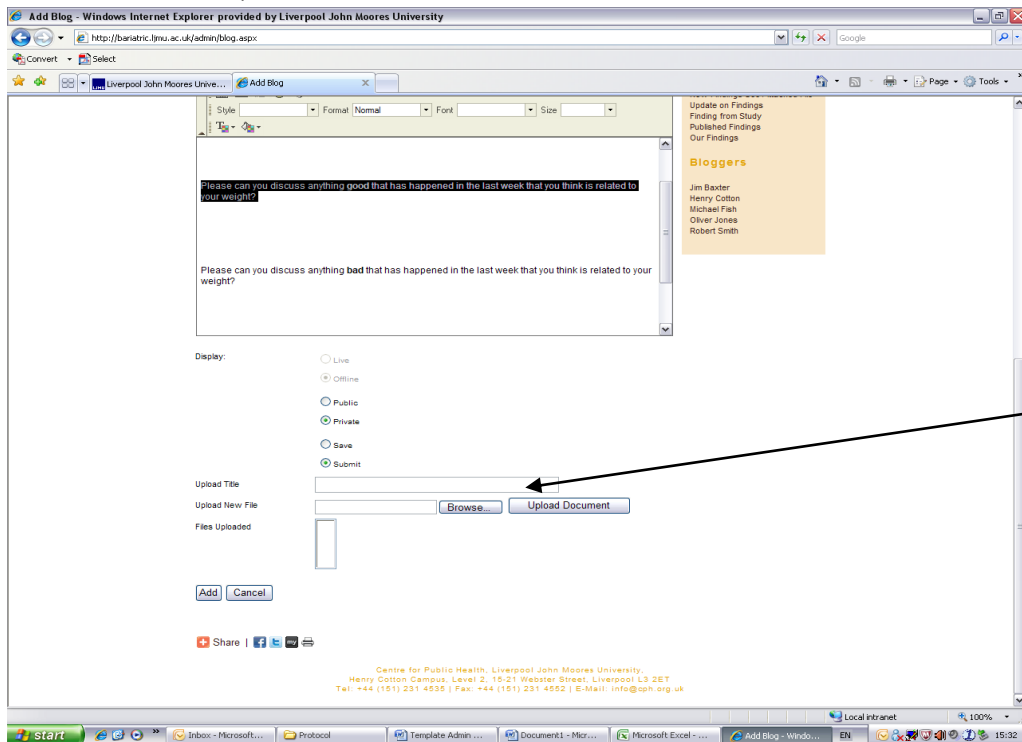 Add Blog - Windows Internet Explorer provided by Liverpool John Moores University
http://bariatric.ljmu.ac.uk/admin/blog.aspx
Google
Convert
Select
Liverpool John Moores Unive...
Add Blog
Page
Tools
Style
Format
Normal
Font
Size
Update on Findings
Finding from Study
Published Findings
Our Findings
Bloggers
Jim Baxter
Henry Cotton
Michael Fish
Oliver Jones
Robert Smith
Please can you discuss anything good that has happened in the last week that you think is related to
your weight?
Please can you discuss anything bad that has happened in the last week that you think is related to your
weight?
Display:
Live
Offline
Public
Private
Save
Submit
Upload Title
Upload New File
Browse...
Upload Document
Files Uploaded
Add
Cancel
Share |
my
Centre for Public Health, Liverpool John Moores University,
Henry Cotton Campus, Level 2, 15-21 Webster Street, Liverpool L3 2ET
Tel: +44 (151) 231 4535 | Fax: +44 (151) 231 4552 | E-Mail: info@cph.org.uk
Local intranet
100%
start
Inbox - Microsoft...
Protocol
Template Admin ...
Document1 - Micr...
Microsoft Excel - ...
Add Blog - Windo...
EN
15:32